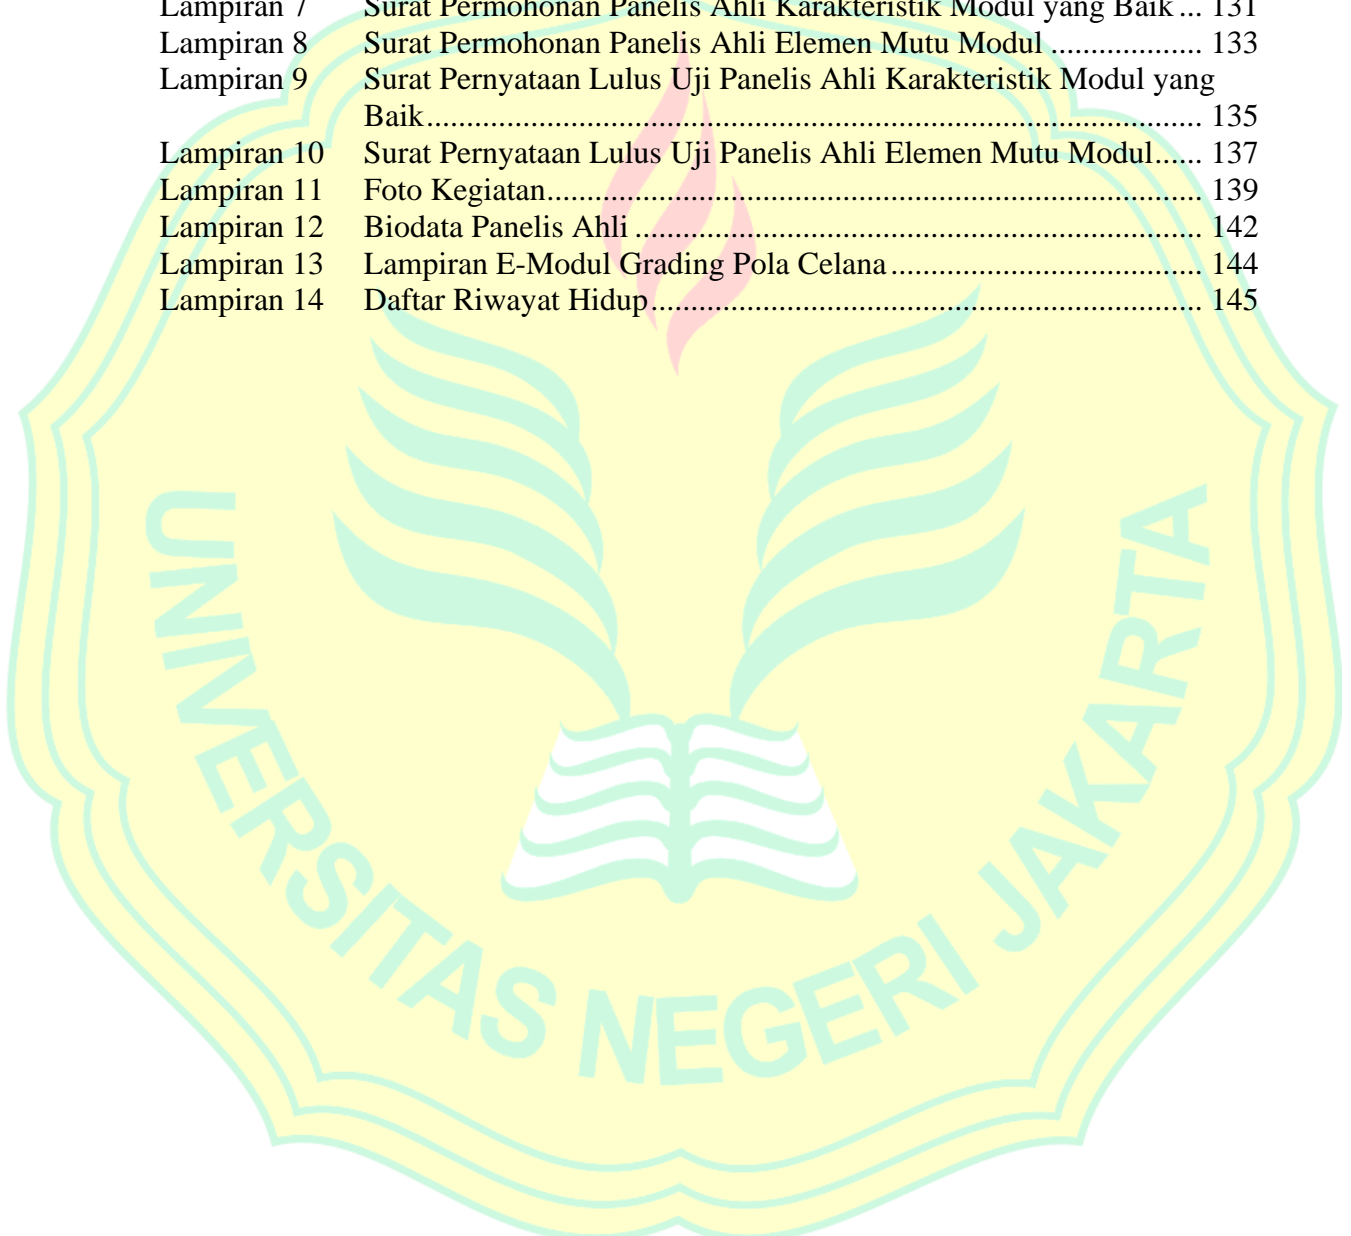 Lampiran 7 Surat Permohonan Panelis Ahli Karakteristik Modul yang Baik ... 131
Lampiran 8 Surat Permohonan Panelis Ahli Elemen Mutu Modul ................... 133
Lampiran 9 Surat Pernyataan Lulus Uji Panelis Ahli Karakteristik Modul yang
Baik................................................................................................. 135
Lampiran 10 Surat Pernyataan Lulus Uji Panelis Ahli Elemen Mutu Modul...... 137
Lampiran 11 Foto Kegiatan.................................................................................. 139
Lampiran 12 Biodata Panelis Ahli ....................................................................... 142
Lampiran 13 Lampiran E-Modul Grading Pola Celana ....................................... 144
Lampiran 14 Daftar Riwayat Hidup..................................................................... 145
UNIVERSITAS NEGERI JAKARTA